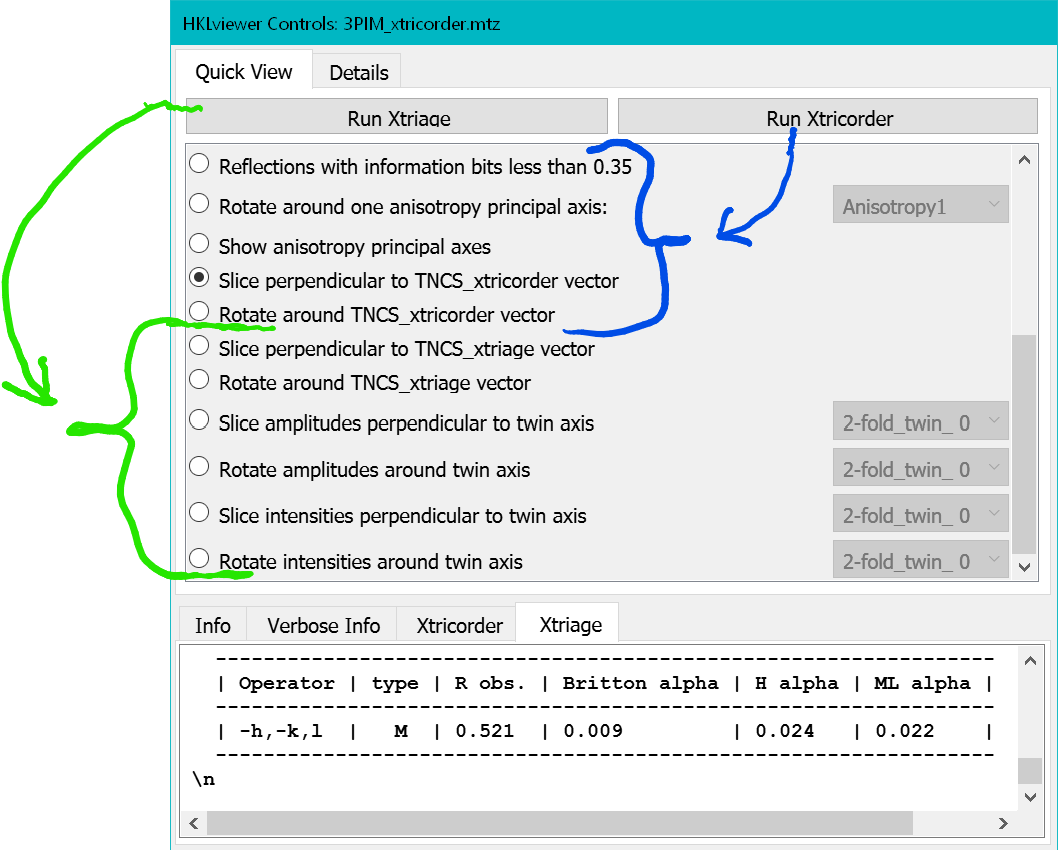 HKLviewer Controls: 3PIM_xtricorder.mtz
Quick View Details
Run Xtriage Run Xtricorder
Reflections with information bits less than 0.35
Rotate around one anisotropy principal axis: Anisotropy1
Show anisotropy principal axes
Slice perpendicular to TNCS_xtricorder vector
Rotate around TNCS_xtricorder vector
Slice perpendicular to TNCS_xtriage vector
Rotate around TNCS_xtriage vector
Slice amplitudes perpendicular to twin axis 2-fold_twin_ 0
Rotate amplitudes around twin axis 2-fold_twin_ 0
Slice intensities perpendicular to twin axis 2-fold_twin_ 0
Rotate intensities around twin axis 2-fold_twin_ 0
Info Verbose Info Xtricorder Xtriage
------------------------------------------------------------------
| Operator | type | R obs. | Britton alpha | H alpha | ML alpha |
------------------------------------------------------------------
| -h,-k,l | M | 0.521 | 0.009 | 0.024 | 0.022 |
------------------------------------------------------------------
\n